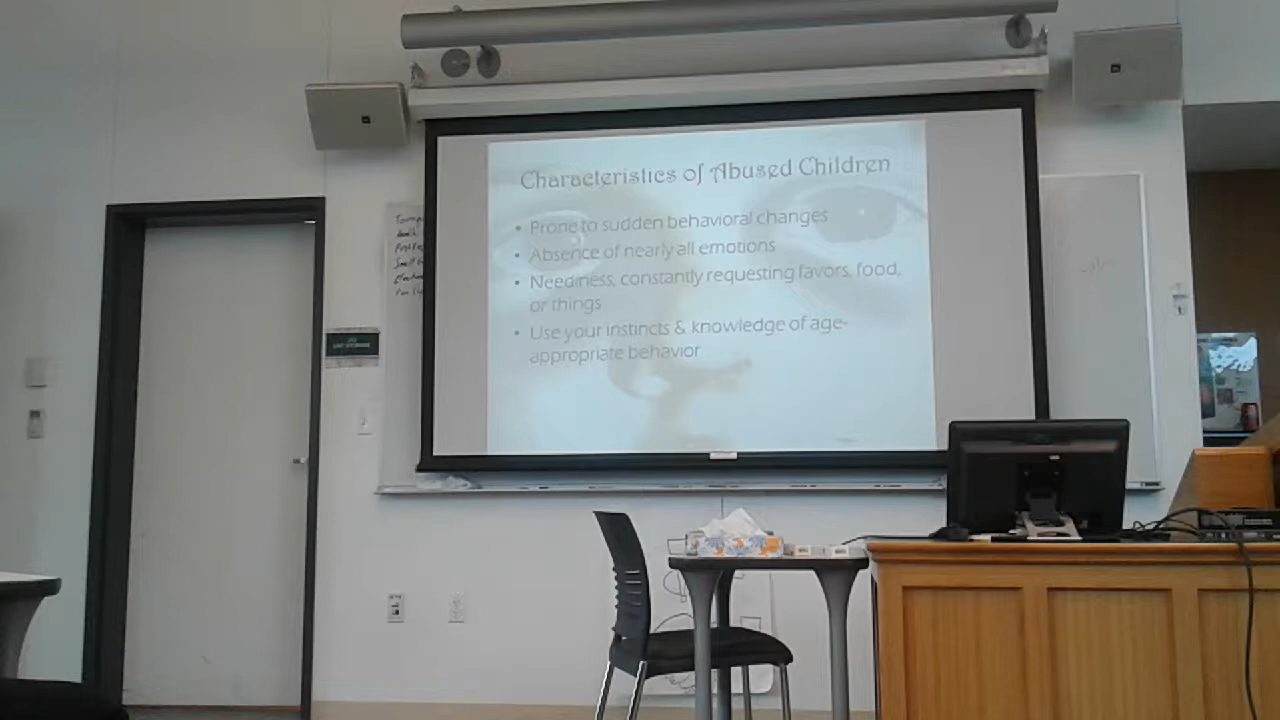 Characteristics of Abused Children
• Prone to sudden behavioral changes
• Absence of nearly all emotions
• Neediness, constantly requesting favors, food,
or things
• Use your instincts & knowledge of age-
appropriate behavior